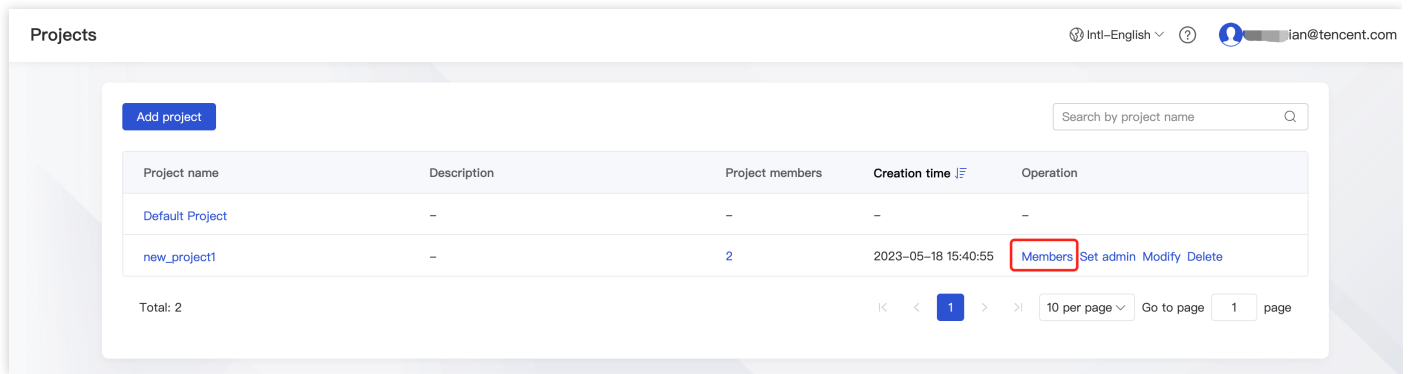 Projects Intl-English ian@tencent.com
Add project Search by project name
Project name Description Project members Creation time Operation
Default Project – – – –
new_project1 – 2 2023-05-18 15:40:55 Members Set admin Modify Delete
Total: 2 1 10 per page Go to page 1 page